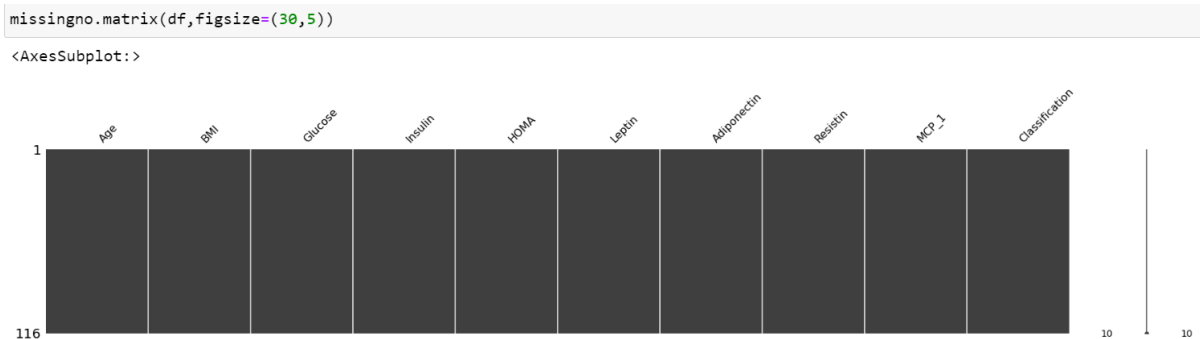 missingno.matrix(df,figsize=(30,5))
<AxesSubplot:>
Age BMI Glucose Insulin HOMA Leptin Adiponectin Resistin MCP_1 Classification
1
116
10 10